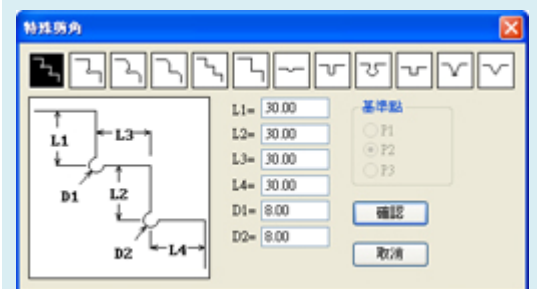 特殊隅角
L1
L3
D1
L2
D2
L4
L1= 30.00
L2= 30.00
L3= 30.00
L4= 30.00
D1= 8.00
D2= 8.00
基準點
P1
P2
P3
確認
取消